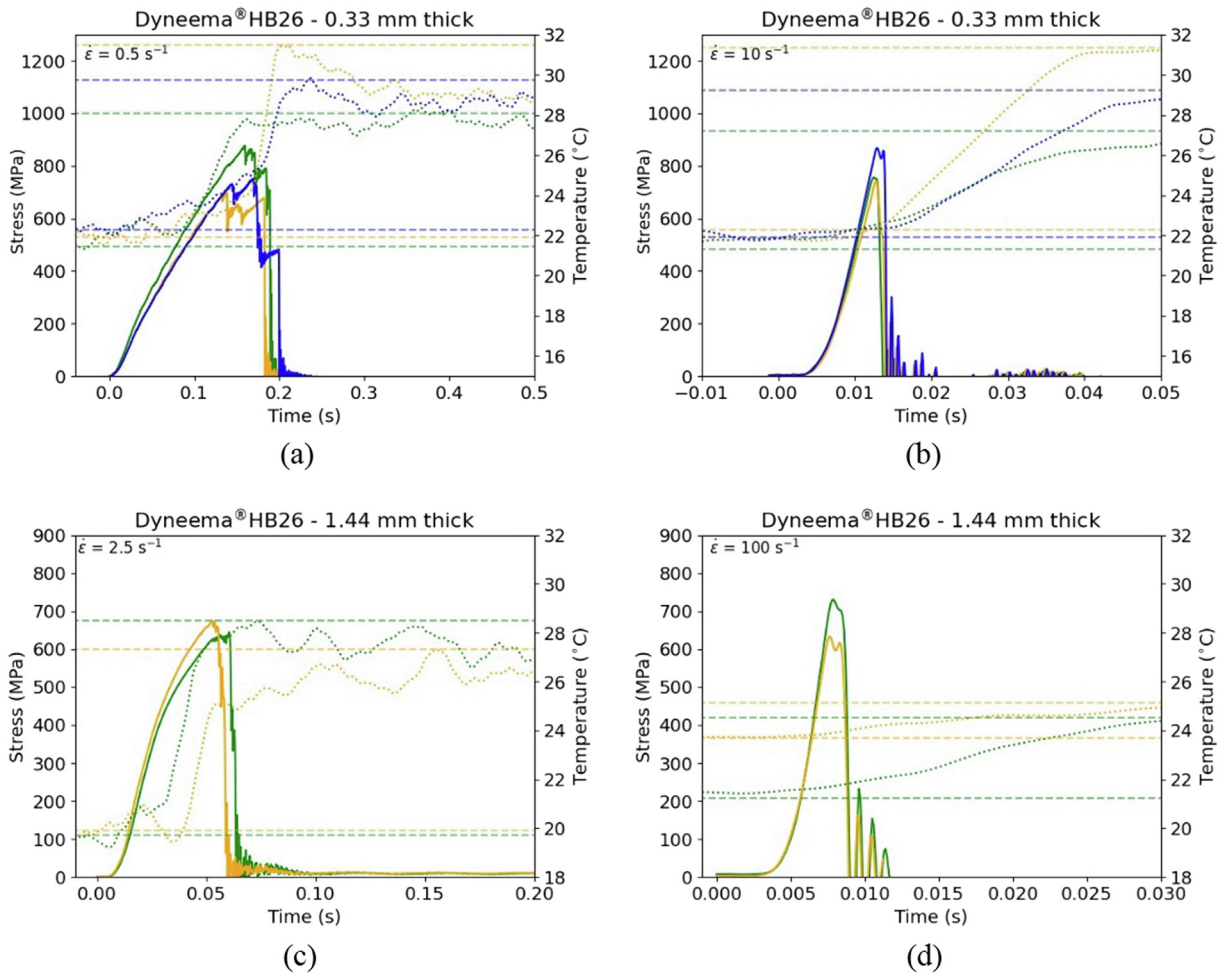 Dyneema®HB26 - 0.33 mm thick
ε̇ = 0.5 s⁻¹
Stress (MPa)
1200
1000
800
600
400
200
0
32
30
28
26
24
22
20
18
16
Temperature (°C)
0.0 0.1 0.2 0.3 0.4 0.5
Time (s)
(a)
Dyneema®HB26 - 0.33 mm thick
ε̇ = 10 s⁻¹
Stress (MPa)
1200
1000
800
600
400
200
0
32
30
28
26
24
22
20
18
16
Temperature (°C)
−0.01 0.00 0.01 0.02 0.03 0.04 0.05
Time (s)
(b)
Dyneema®HB26 - 1.44 mm thick
ε̇ = 2.5 s⁻¹
Stress (MPa)
900
800
700
600
500
400
300
200
100
0
32
30
28
26
24
22
20
18
Temperature (°C)
0.00 0.05 0.10 0.15 0.20
Time (s)
(c)
Dyneema®HB26 - 1.44 mm thick
ε̇ = 100 s⁻¹
Stress (MPa)
900
800
700
600
500
400
300
200
100
0
32
30
28
26
24
22
20
18
Temperature (°C)
0.000 0.005 0.010 0.015 0.020 0.025 0.030
Time (s)
(d)